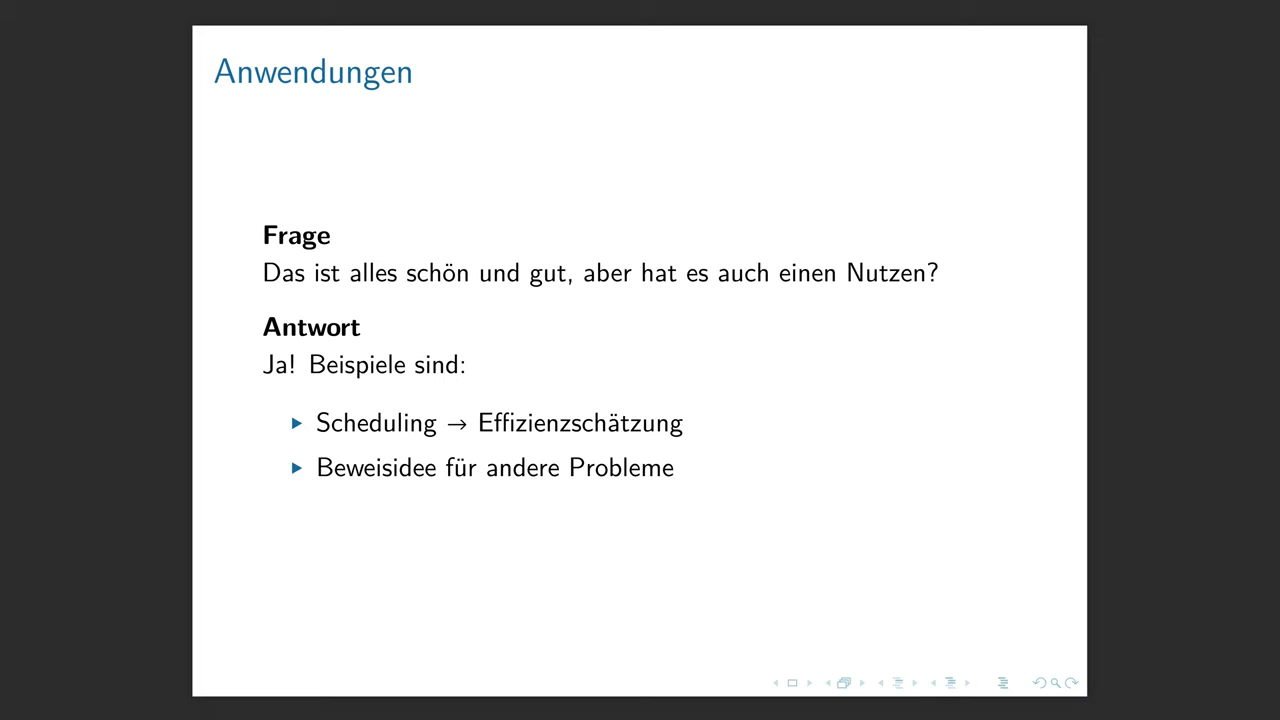 Anwendungen
Frage
Das ist alles schön und gut, aber hat es auch einen Nutzen?
Antwort
Ja! Beispiele sind:
Scheduling → Effizienzschätzung
Beweisidee für andere Probleme